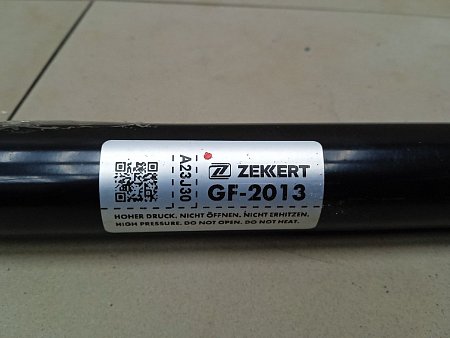 A23J30
ZEKKERT
GF-2013
HOHER DRUCK. NICHT ÖFFNEN. NICHT ERHITZEN.
HIGH PRESSURE. DO NOT OPEN. DO NOT HEAT.